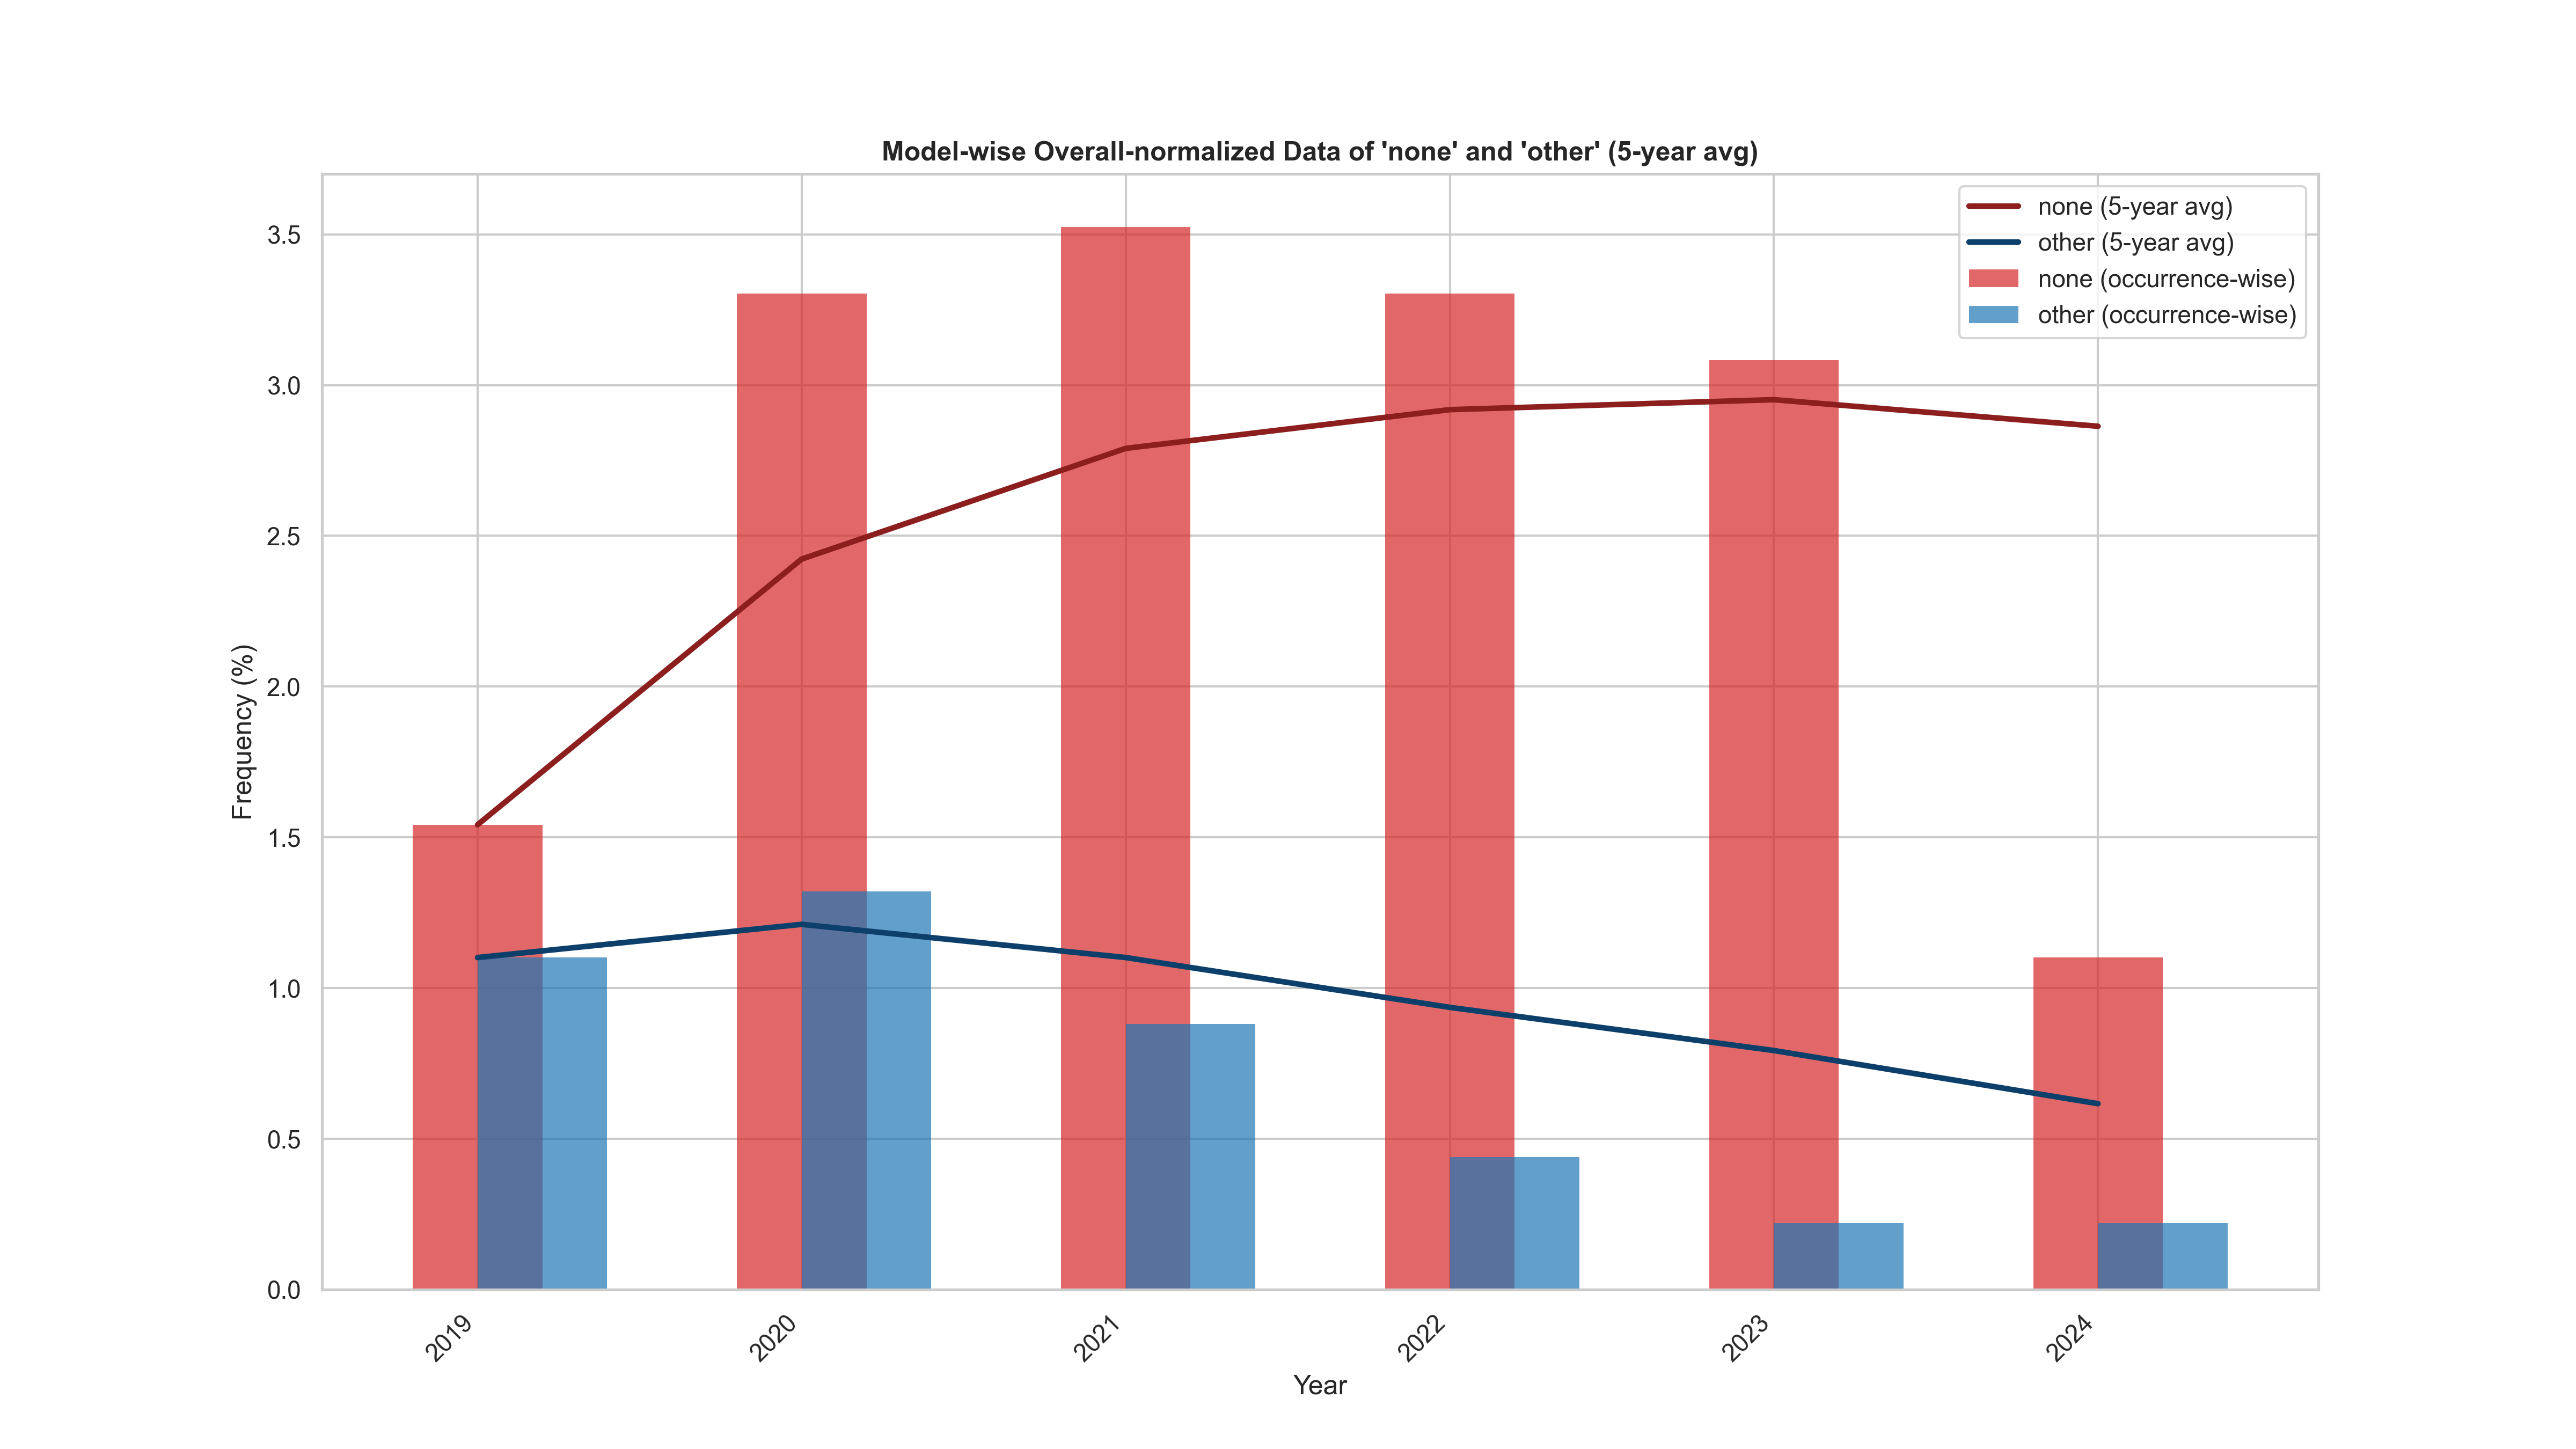 Model-wise Overall-normalized Data of 'none' and 'other' (5-year avg)
none (5-year avg)
other (5-year avg)
none (occurrence-wise)
other (occurrence-wise)
Frequency (%)
3.5
3.0
2.5
2.0
1.5
1.0
0.5
0.0
2019
2020
2021
2022
2023
2024
Year